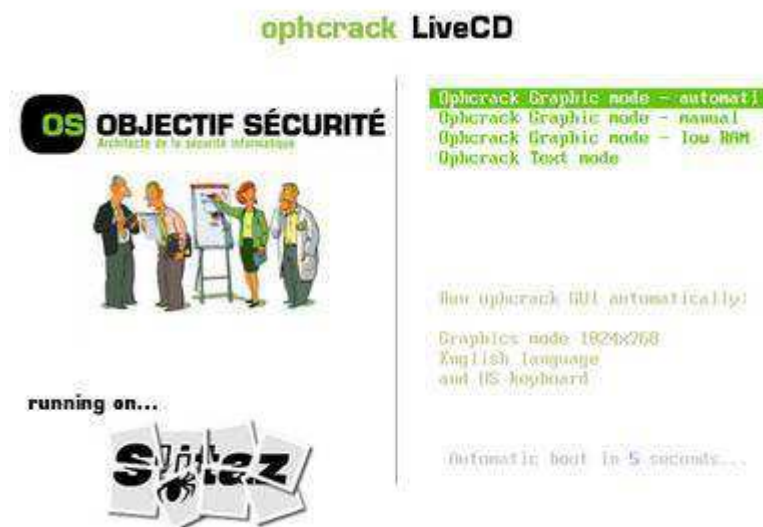 ophcrack LiveCD
OS OBJECTIF SÉCURITÉ
Architecte de la sécurité informatique
running on...
SliTaz
Ophcrack Graphic mode - automati
Ophcrack Graphic mode - manual
Ophcrack Graphic mode - low RAM
Ophcrack Text mode
Run ophcrack GUI automatically:
Graphics mode 1024x768
English language
and US keyboard
Automatic boot in 5 seconds...